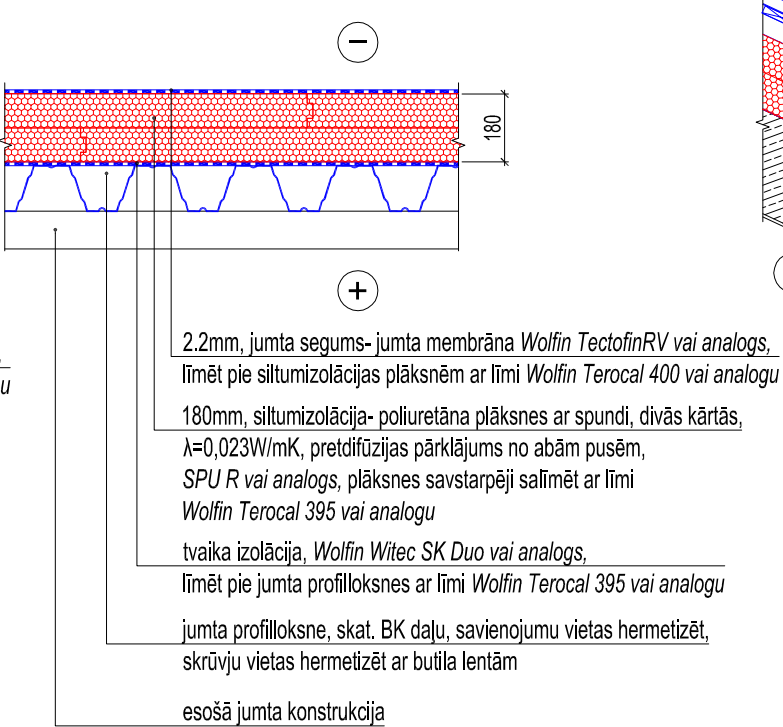 −
180
+
2.2mm, jumta segums- jumta membrāna Wolfin TectofinRV vai analogs,
līmēt pie siltumizolācijas plāksnēm ar līmi Wolfin Terocal 400 vai analogu
u
180mm, siltumizolācija- poliuretāna plāksnes ar spundi, divās kārtās,
λ=0,023W/mK, pretdifūzijas pārklājums no abām pusēm,
SPU R vai analogs, plāksnes savstarpēji salīmēt ar līmi
Wolfin Terocal 395 vai analogu
tvaika izolācija, Wolfin Witec SK Duo vai analogs,
līmēt pie jumta profilloksnes ar līmi Wolfin Terocal 395 vai analogu
jumta profilloksne, skat. BK daļu, savienojumu vietas hermetizēt,
skrūvju vietas hermetizēt ar butila lentām
esošā jumta konstrukcija